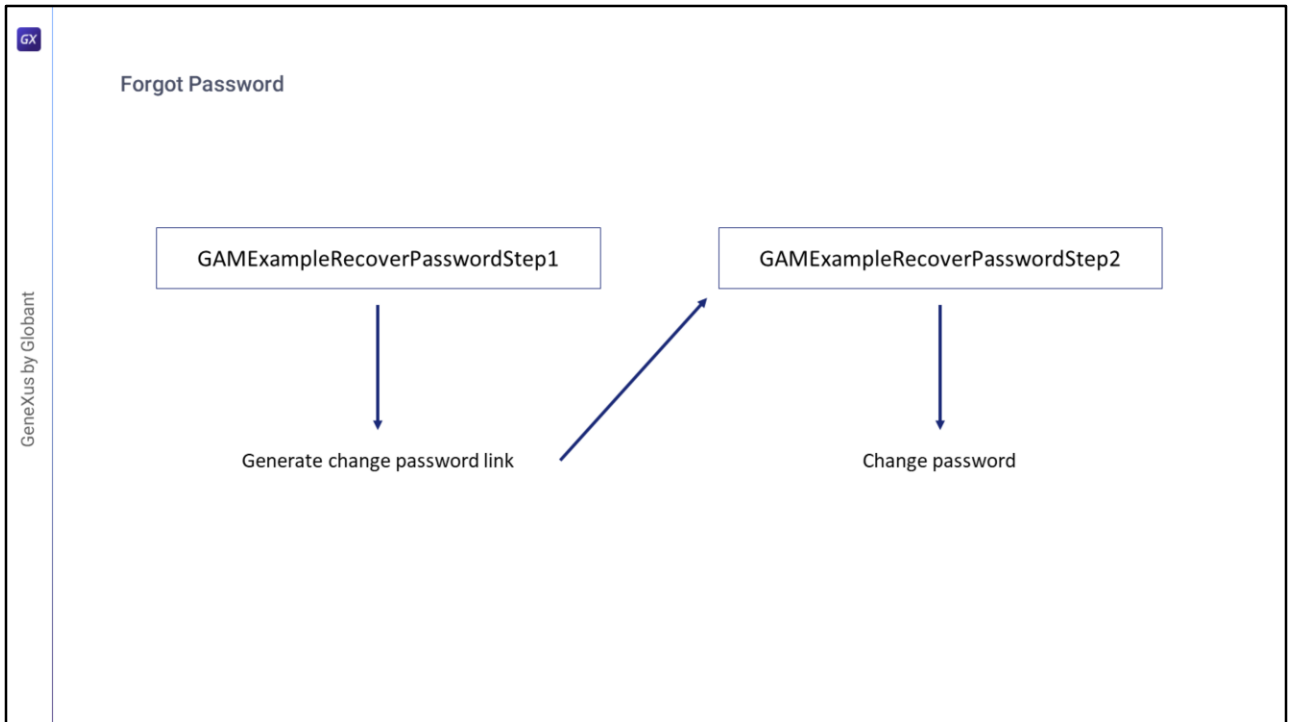 GX
Forgot Password
GAMExampleRecoverPasswordStep1
GAMExampleRecoverPasswordStep2
Generate change password link
Change password
GeneXus by Globant